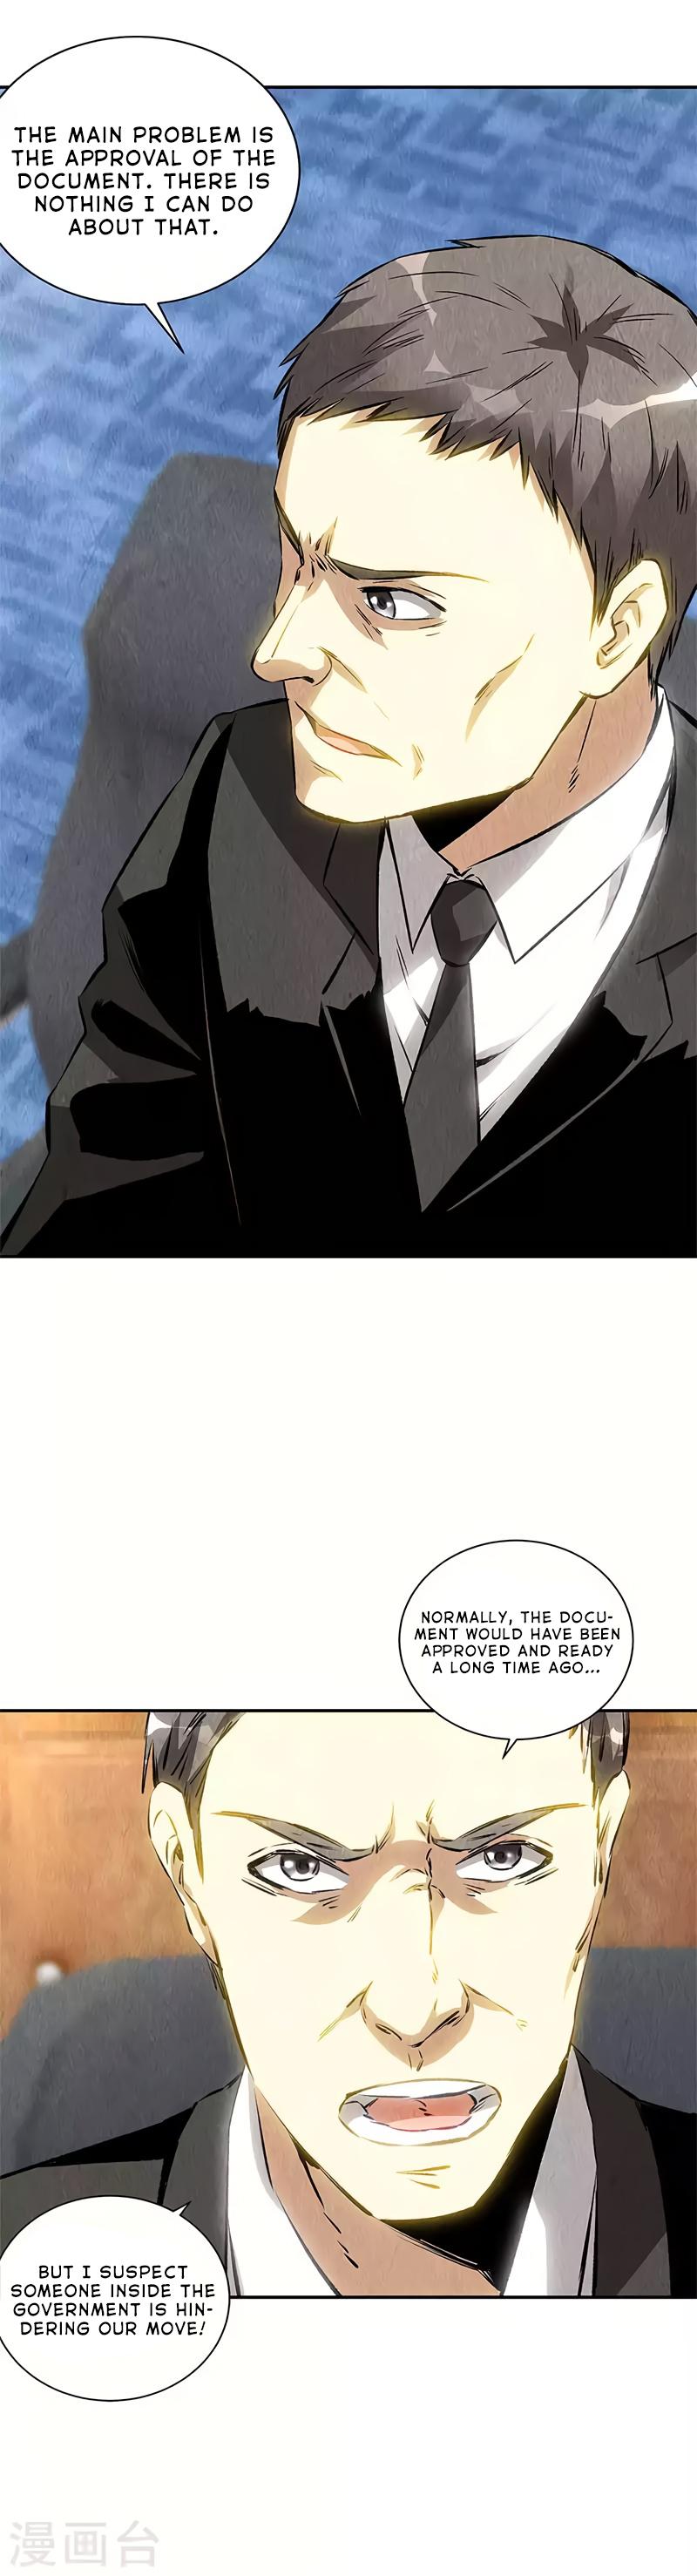 THE MAIN PROBLEM IS
THE APPROVAL OF THE
DOCUMENT. THERE IS
NOTHING I CAN DO
ABOUT THAT.
NORMALLY, THE DOCU-
MENT WOULD HAVE BEEN
APPROVED AND READY
A LONG TIME AGO...
BUT I SUSPECT
SOMEONE INSIDE THE
GOVERNMENT IS HIN-
DERING OUR MOVE!
漫画台